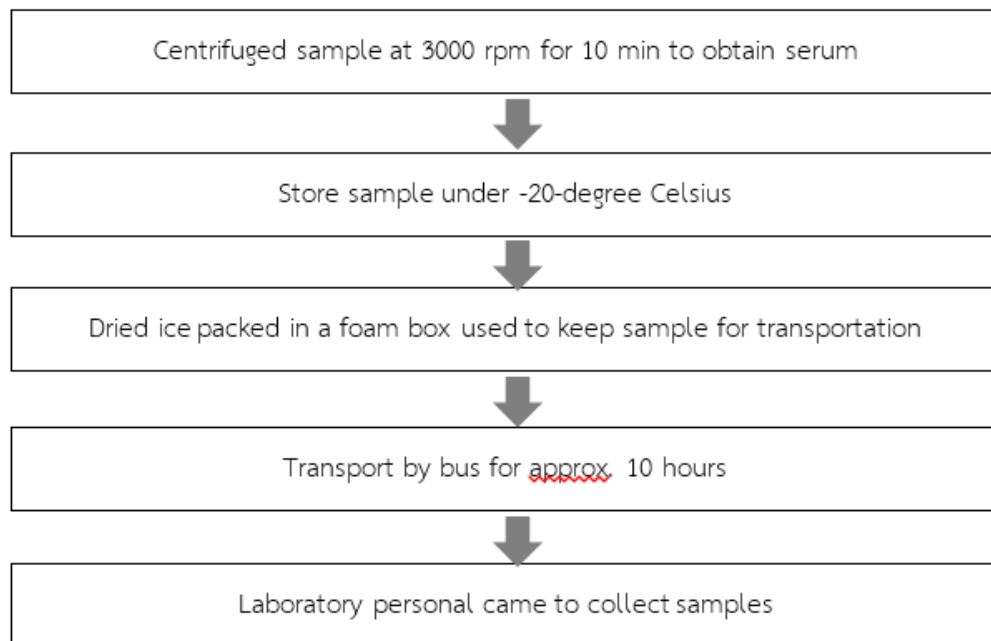 Centrifuged sample at 3000 rpm for 10 min to obtain serum
Store sample under -20-degree Celsius
Dried ice packed in a foam box used to keep sample for transportation
Transport by bus for approx. 10 hours
Laboratory personal came to collect samples